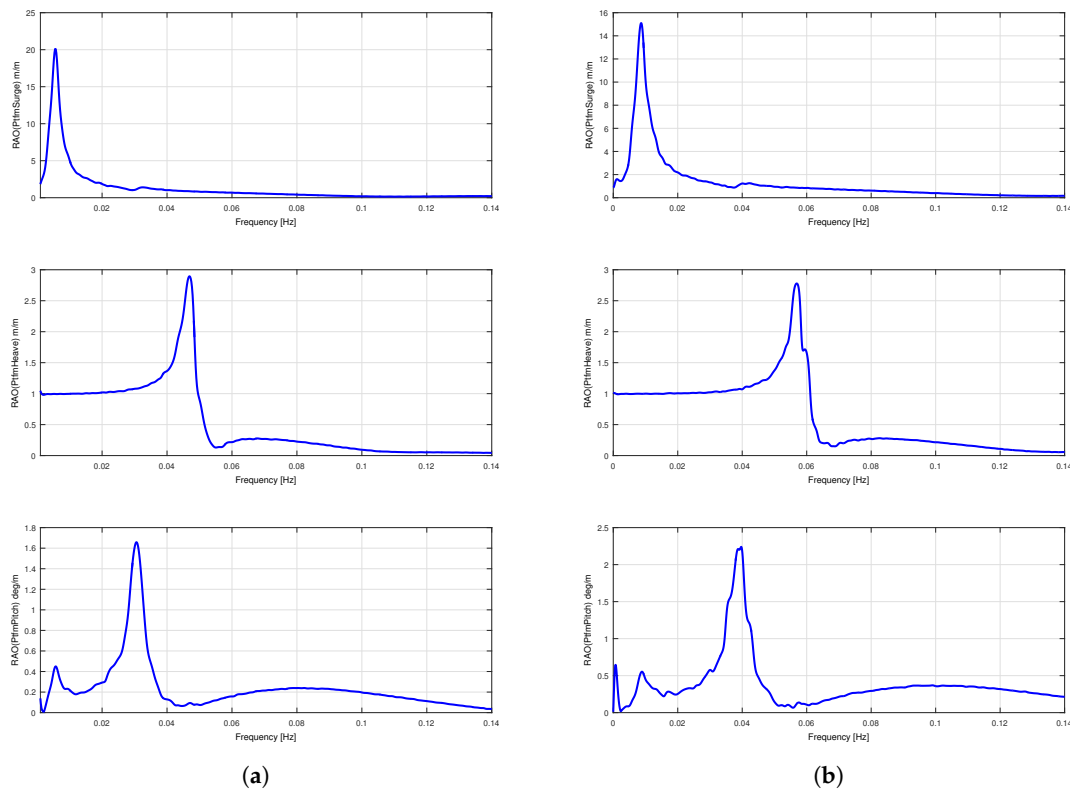 RAO(PtfmSurge) m/m
25
20
15
10
5
0
0.02 0.04 0.06 0.08 0.1 0.12 0.14
Frequency [Hz]
RAO(PtfmHeave) m/m
3
2.5
2
1.5
1
0.5
0
0.02 0.04 0.06 0.08 0.1 0.12 0.14
Frequency [Hz]
RAO(PtfmPitch) deg/m
1.8
1.6
1.4
1.2
1
0.8
0.6
0.4
0.2
0
0.02 0.04 0.06 0.08 0.1 0.12 0.14
Frequency [Hz]
(a)
RAO(PtfmSurge) m/m
16
14
12
10
8
6
4
2
0
0 0.02 0.04 0.06 0.08 0.1 0.12 0.14
Frequency [Hz]
RAO(PtfmHeave) m/m
3
2.5
2
1.5
1
0.5
0
0 0.02 0.04 0.06 0.08 0.1 0.12 0.14
Frequency [Hz]
RAO(PtfmPitch) deg/m
2.5
2
1.5
1
0.5
0
0 0.02 0.04 0.06 0.08 0.1 0.12 0.14
Frequency [Hz]
(b)